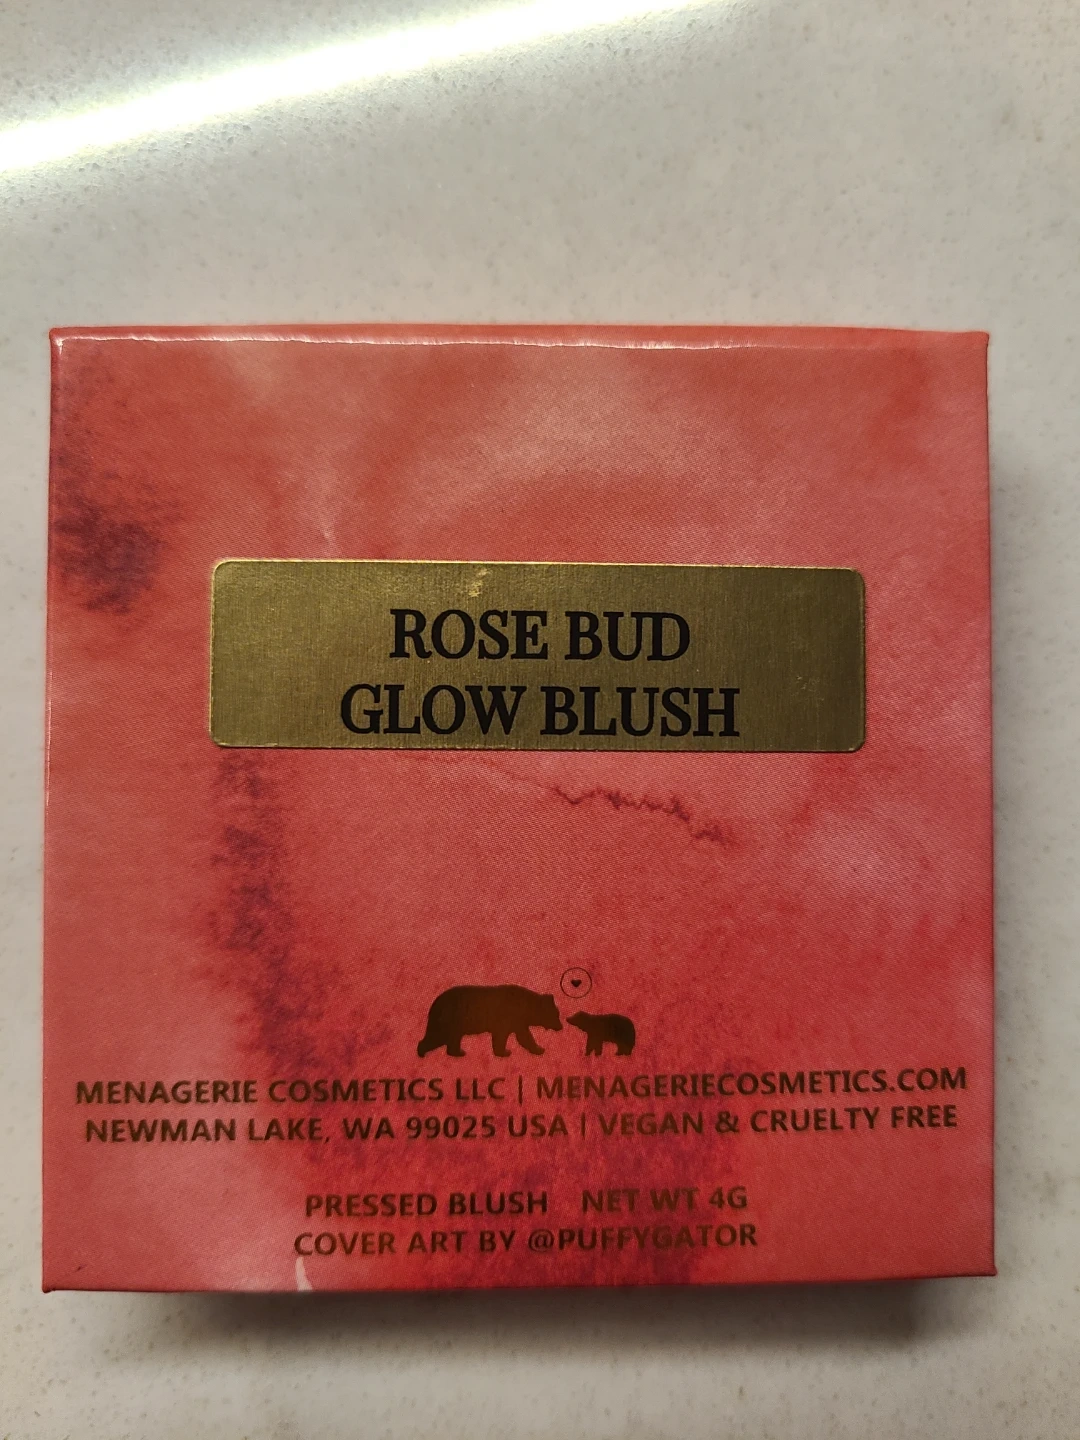 ROSE BUD
GLOW BLUSH
MENAGERIE COSMETICS LLC | MENAGERIECOSMETICS.COM
NEWMAN LAKE, WA 99025 USA | VEGAN & CRUELTY FREE
PRESSED BLUSH NET WT 4G
COVER ART BY @PUFFYGATOR